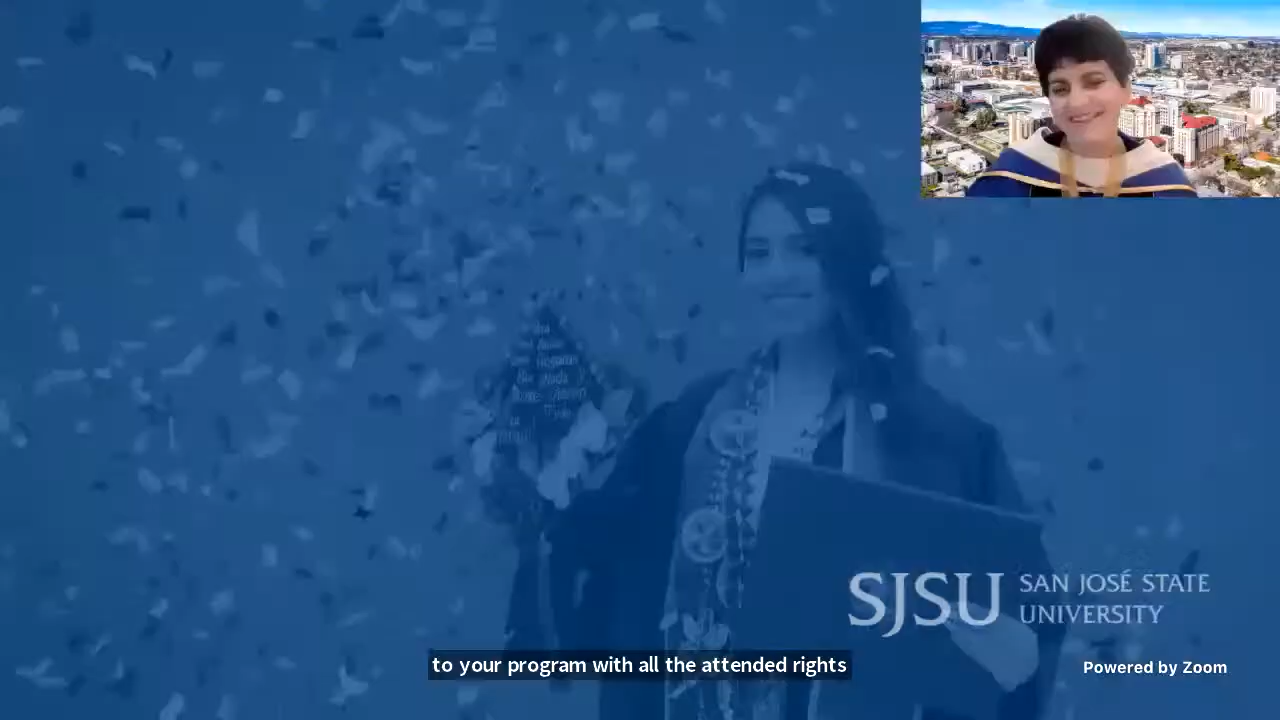 SJSU SAN JOSÉ STATE
UNIVERSITY
to your program with all the attended rights
Powered by Zoom